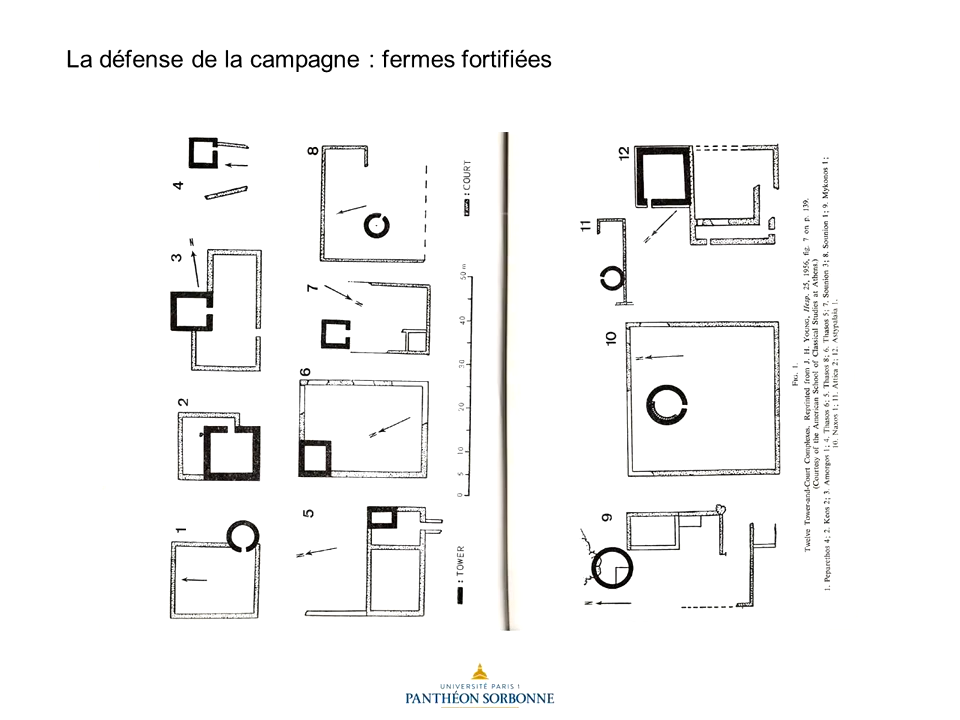 La défense de la campagne : fermes fortifiées
1
2
3
N
4
5
N
6
N
7
N
8
▬ : TOWER
0 5 10 20 30 40 50 m
: COURT
9
N
10
N
11
N
12
FIG. 1.
Twelve Tower-and-Court Complexes. Reprinted from J. H. YOUNG, Hesp. 25, 1956, fig. 7 on p. 139.
(Courtesy of the American School of Classical Studies at Athens.)
1. Peparethos 4; 2. Keos 2; 3. Amorgos 1; 4. Thasos 6; 5. Thasos 8; 6. Thasos 5; 7. Sounion 3; 8. Sounion 1; 9. Mykonos 1;
10. Naxos 1; 11. Attica 2; 12. Astypalaia 1.
UNIVERSITÉ PARIS 1
PANTHÉON SORBONNE